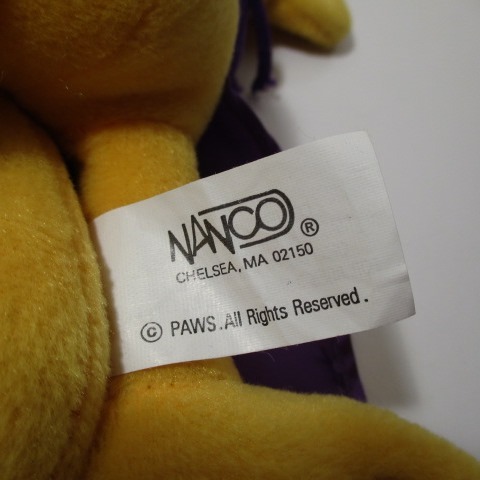 NANCO ®
CHELSEA, MA 02150
© PAWS. All Rights Reserved.